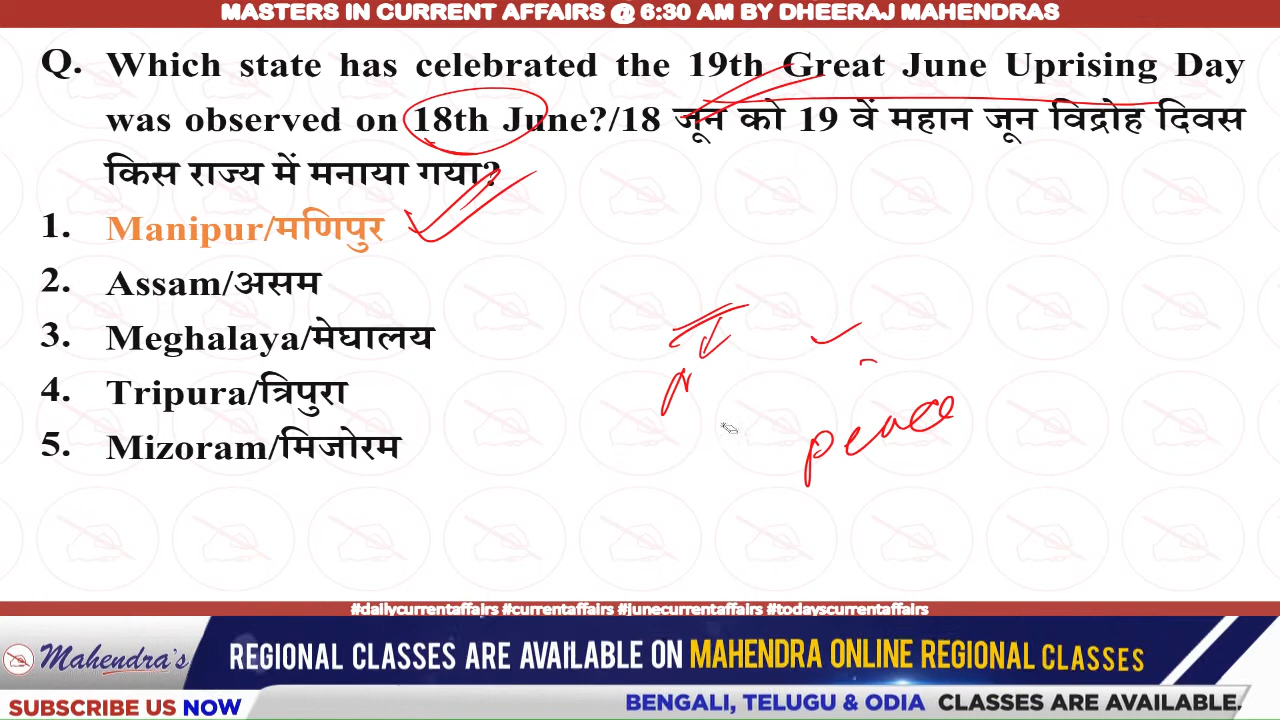 MASTERS IN CURRENT AFFAIRS @ 6:30 AM BY DHEERAJ MAHENDRAS
Q. Which state has celebrated the 19th Great June Uprising Day
was observed on 18th June?/18 जून को 19 वें महान जून विद्रोह दिवस
किस राज्य में मनाया गया?
1. Manipur/मणिपुर
2. Assam/असम
3. Meghalaya/मेघालय
4. Tripura/त्रिपुरा
5. Mizoram/मिजोरम
peace
#dailycurrentaffairs #currentaffairs #junecurrentaffairs #todayscurrentaffairs
Mahendra's
REGIONAL CLASSES ARE AVAILABLE ON MAHENDRA ONLINE REGIONAL CLASSES
SUBSCRIBE US NOW
BENGALI, TELUGU & ODIA CLASSES ARE AVAILABLE.